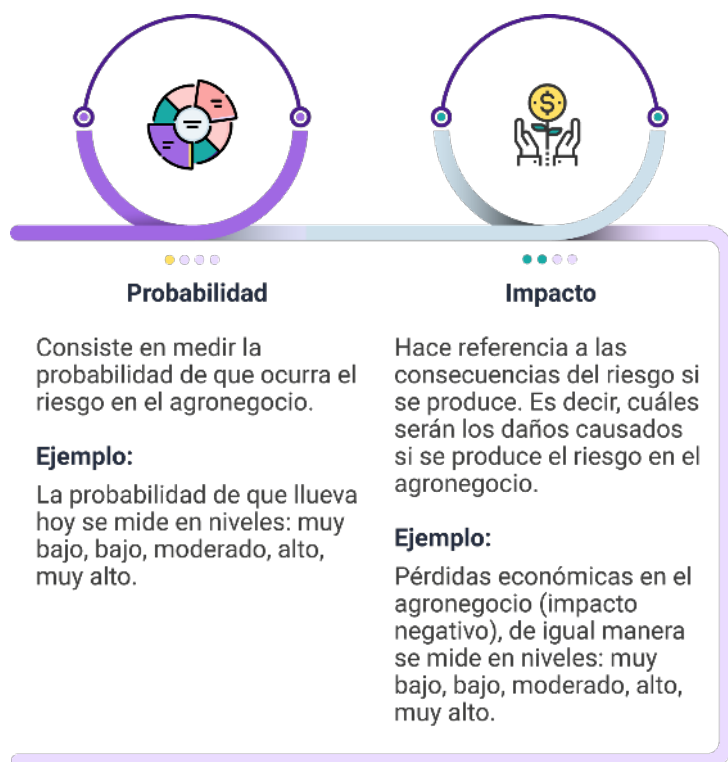 Probabilidad
Consiste en medir la
probabilidad de que ocurra el
riesgo en el agronegocio.
Ejemplo:
La probabilidad de que llueva
hoy se mide en niveles: muy
bajo, bajo, moderado, alto,
muy alto.
$
Impacto
Hace referencia a las
consecuencias del riesgo si
se produce. Es decir, cuáles
serán los daños causados
si se produce el riesgo en el
agronegocio.
Ejemplo:
Pérdidas económicas en el
agronegocio (impacto
negativo), de igual manera
se mide en niveles: muy
bajo, bajo, moderado, alto,
muy alto.